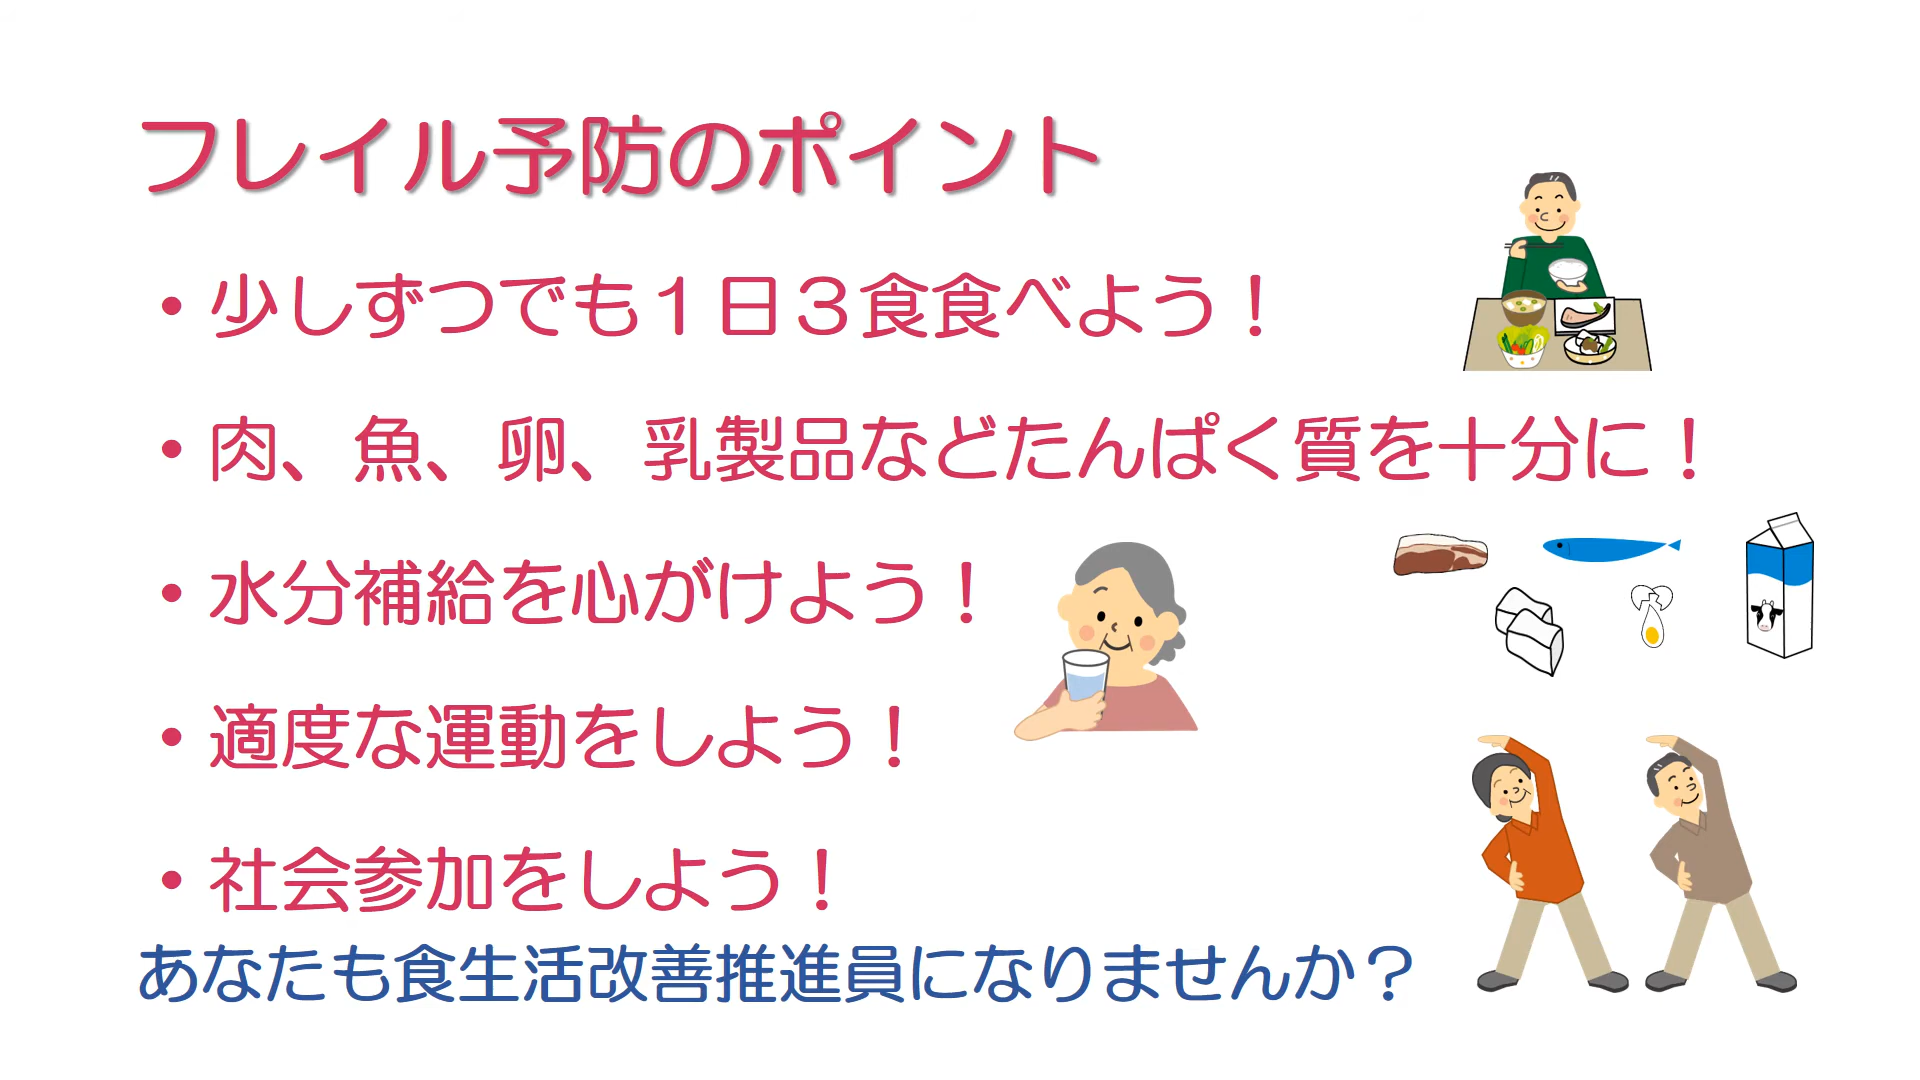 フレイル予防のポイント
・少しずつでも１日３食食べよう！
・肉、魚、卵、乳製品などたんぱく質を十分に！
・水分補給を心がけよう！
・適度な運動をしよう！
・社会参加をしよう！
あなたも食生活改善推進員になりませんか？